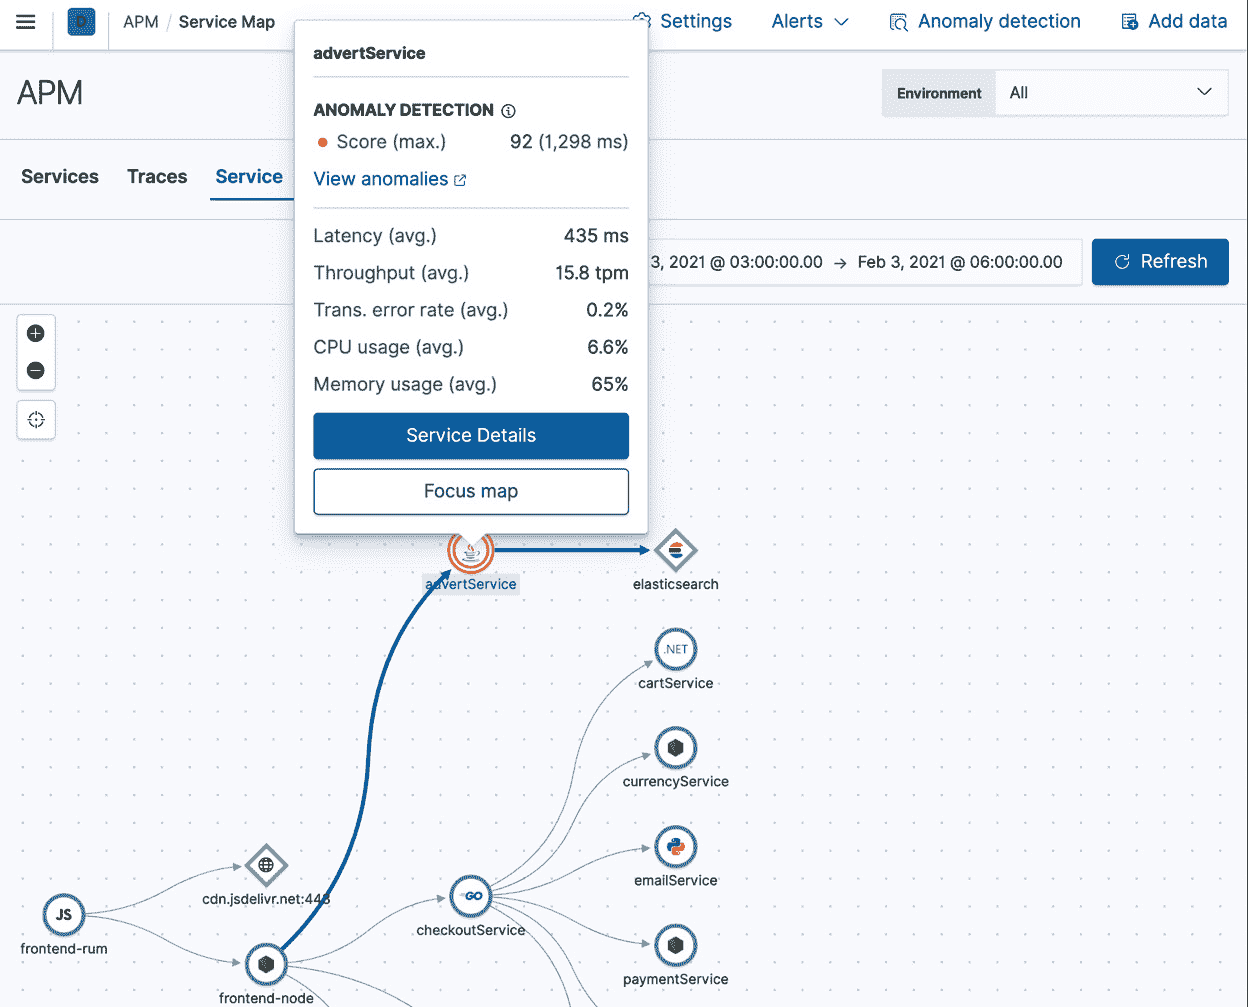 D
APM / Service Map
Settings
Alerts
Anomaly detection
Add data
APM
Environment
All
Services
Traces
Service
3, 2021 @ 03:00:00.00 → Feb 3, 2021 @ 06:00:00.00
Refresh
advertService
ANOMALY DETECTION
Score (max.) 92 (1,298 ms)
View anomalies
Latency (avg.) 435 ms
Throughput (avg.) 15.8 tpm
Trans. error rate (avg.) 0.2%
CPU usage (avg.) 6.6%
Memory usage (avg.) 65%
Service Details
Focus map
advertService
elasticsearch
.NET
cartService
currencyService
emailService
cdn.jsdelivr.net:443
GO
checkoutService
JS
frontend-rum
paymentService
frontend-node